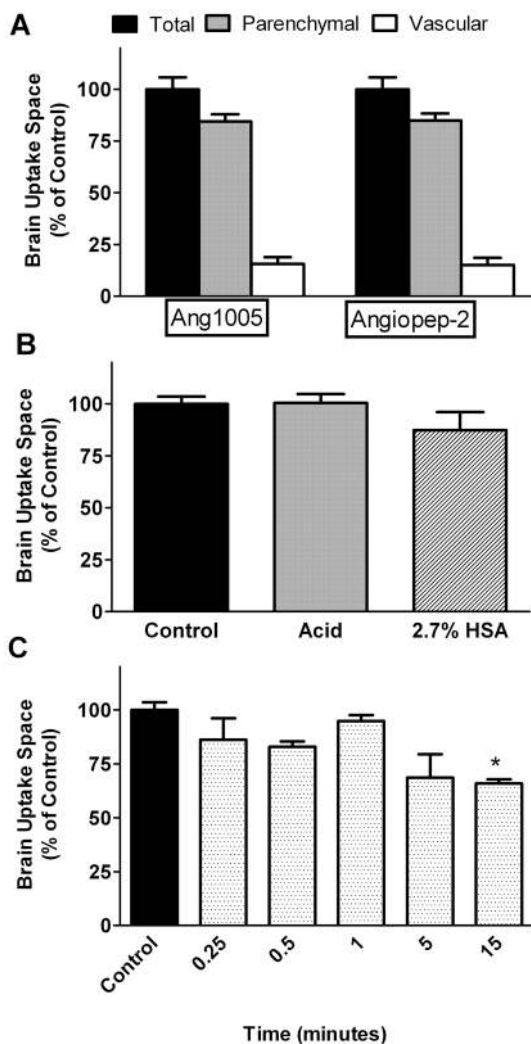 A
Total Parenchymal Vascular
Brain Uptake Space
(% of Control)
100
75
50
25
0
Ang1005 Angiopep-2
B
Brain Uptake Space
(% of Control)
100
75
50
25
0
Control Acid 2.7% HSA
C
Brain Uptake Space
(% of Control)
100
75
50
25
0
*
Control 0.25 0.5 1 5 15
Time (minutes)